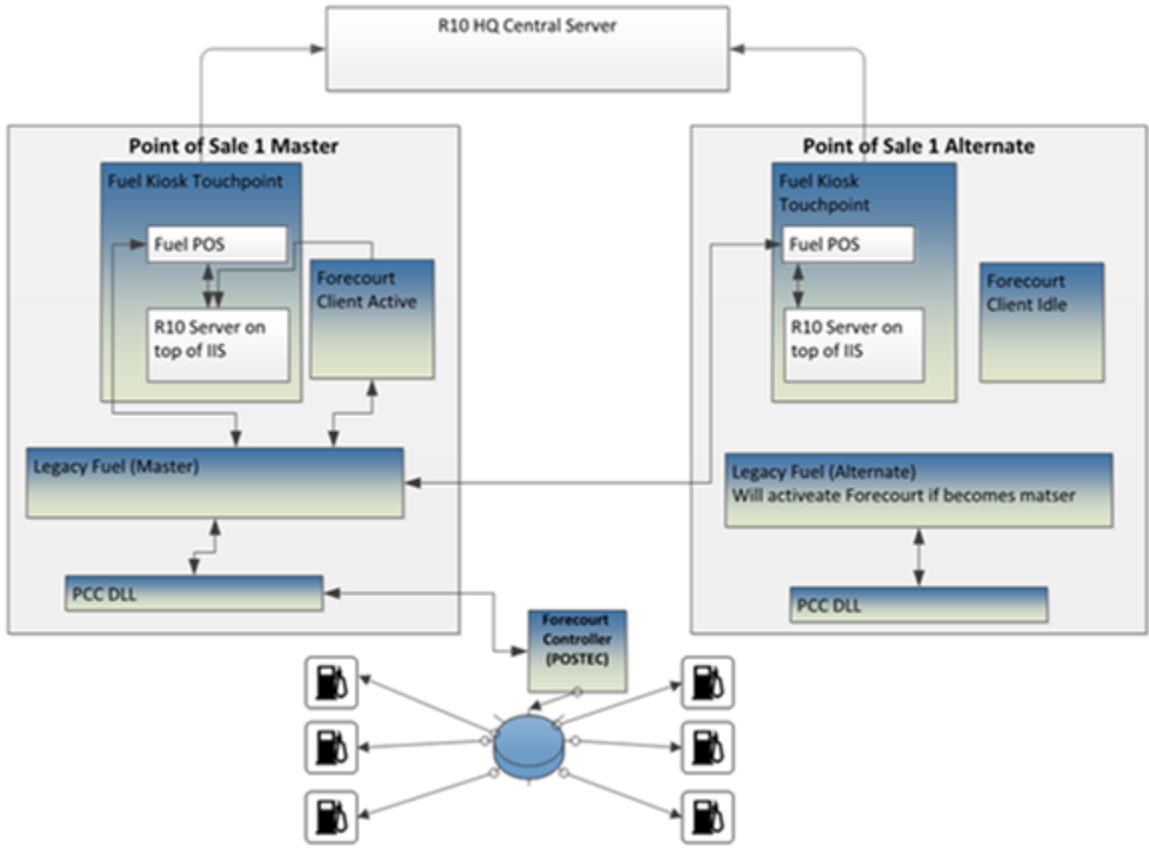 R10 HQ Central Server
Point of Sale 1 Master
Fuel Kiosk Touchpoint
Fuel POS
R10 Server on
top of IIS
Forecourt
Client Active
Legacy Fuel (Master)
PCC DLL
Point of Sale 1 Alternate
Fuel Kiosk
Touchpoint
Fuel POS
R10 Server on
top of IIS
Forecourt
Client Idle
Legacy Fuel (Alternate)
Will activeate Forecourt if becomes matser
PCC DLL
Forecourt
Controller
(POSTEC)